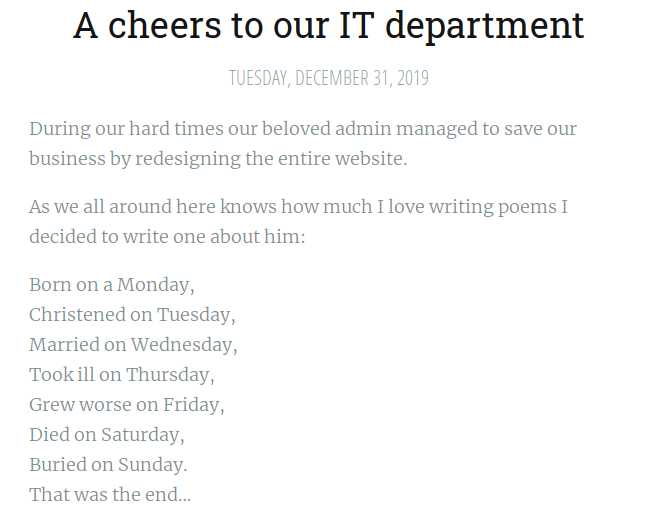 A cheers to our IT department
TUESDAY, DECEMBER 31, 2019
During our hard times our beloved admin managed to save our
business by redesigning the entire website.
As we all around here knows how much I love writing poems I
decided to write one about him:
Born on a Monday,
Christened on Tuesday,
Married on Wednesday,
Took ill on Thursday,
Grew worse on Friday,
Died on Saturday,
Buried on Sunday.
That was the end...